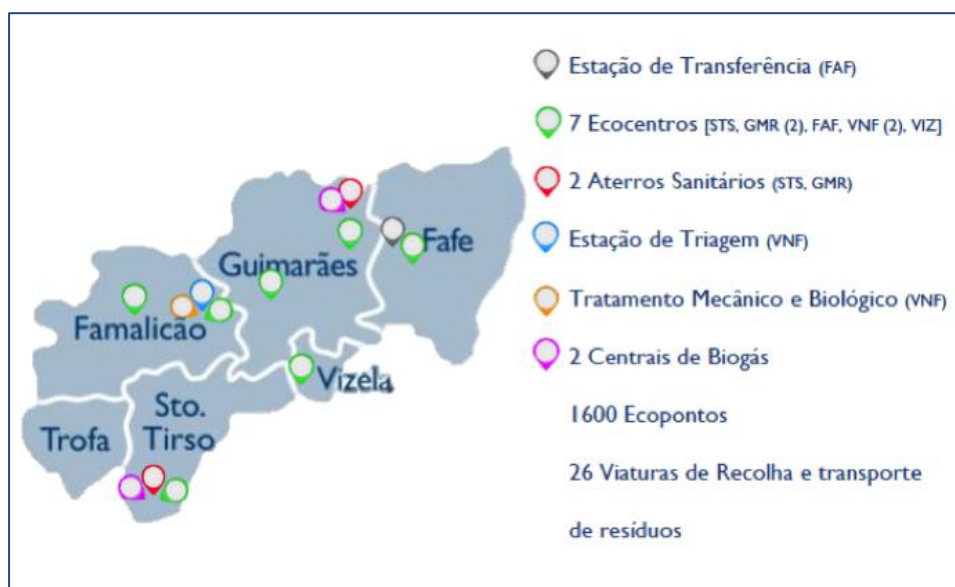 Estação de Transferência (FAF)
7 Ecocentros [STS, GMR (2), FAF, VNF (2), VIZ]
2 Aterros Sanitários (STS, GMR)
Estação de Triagem (VNF)
Tratamento Mecânico e Biológico (VNF)
2 Centrais de Biogás
1600 Ecopontos
26 Viaturas de Recolha e transporte
de resíduos
Fafe
Guimarães
Famalicão
Vizela
Sto.
Tirso
Trofa